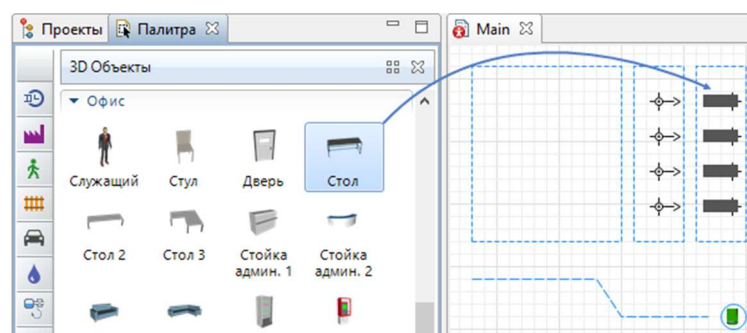 Проекты Палитра Main
3D Объекты
Офис
Служащий Стул Дверь Стол
Стол 2 Стол 3 Стойка админ. 1 Стойка админ. 2